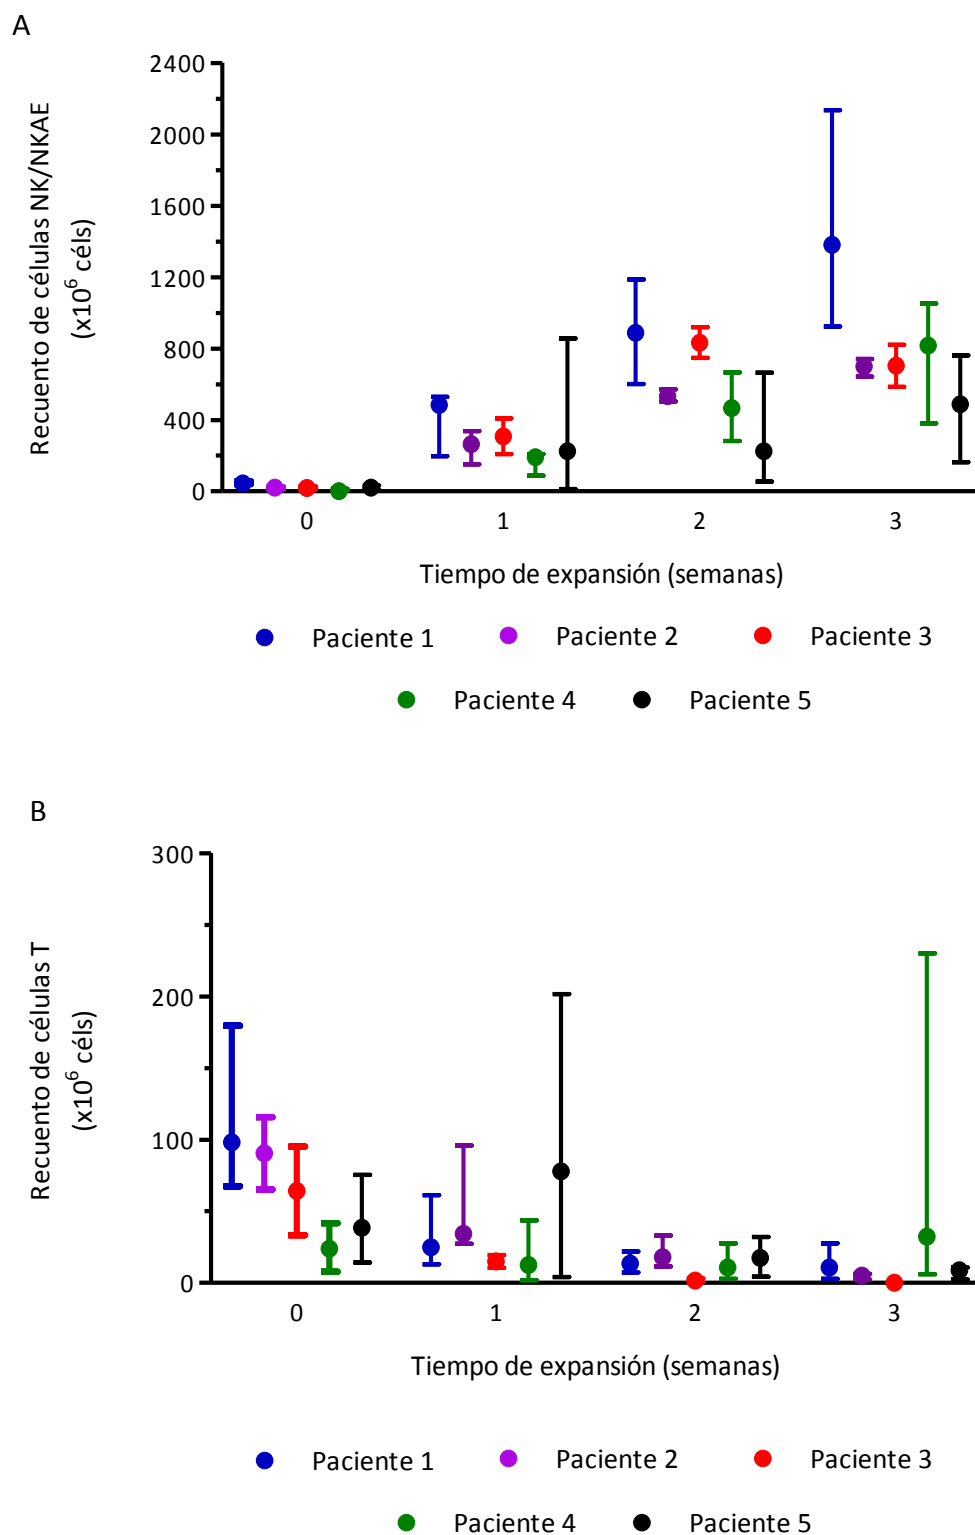 A
2400
2000
1600
1200
800
400
0
Recuento de células NK/NKAE
(x10⁶ céls)
0 1 2 3
Tiempo de expansión (semanas)
Paciente 1 Paciente 2 Paciente 3
Paciente 4 Paciente 5
B
300
200
100
0
Recuento de células T
(x10⁶ céls)
0 1 2 3
Tiempo de expansión (semanas)
Paciente 1 Paciente 2 Paciente 3
Paciente 4 Paciente 5